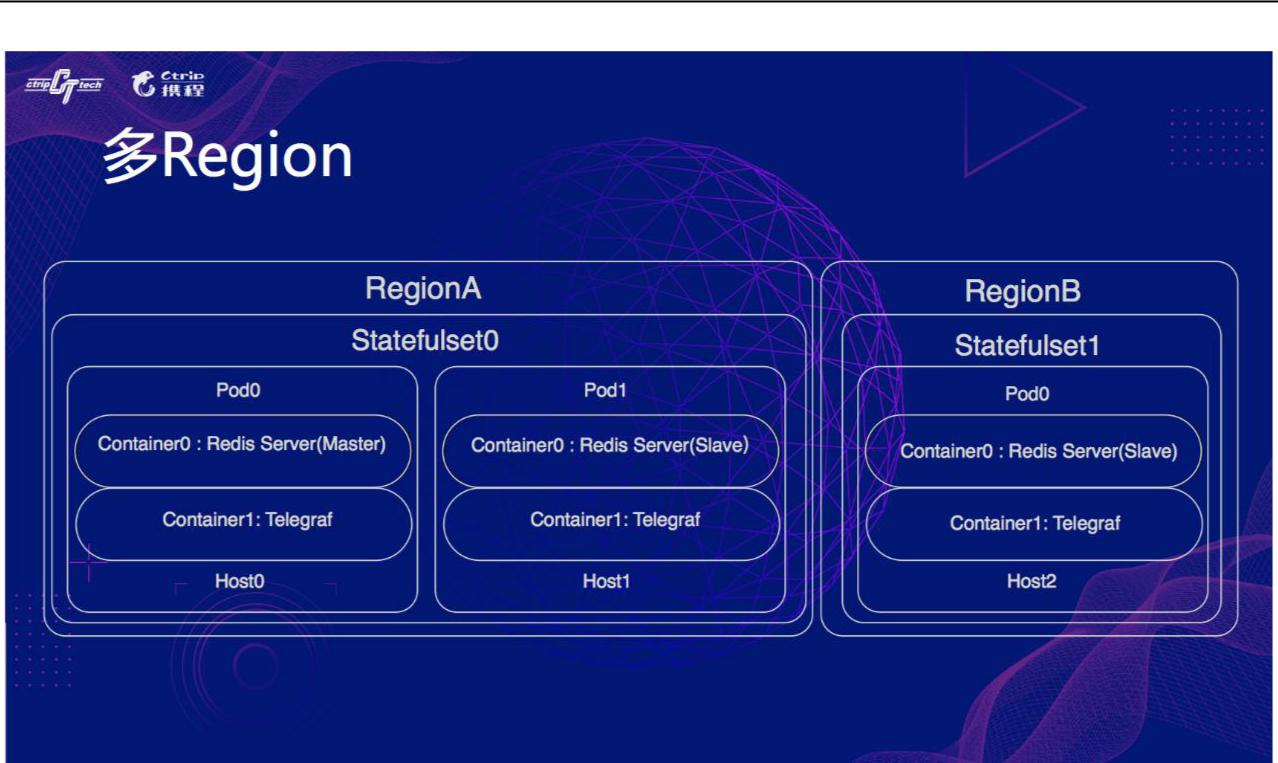 ctrip tech
Ctrip
携程
多Region
RegionA
Statefulset0
Pod0
Container0 : Redis Server(Master)
Container1: Telegraf
Host0
Pod1
Container0 : Redis Server(Slave)
Container1: Telegraf
Host1
RegionB
Statefulset1
Pod0
Container0 : Redis Server(Slave)
Container1: Telegraf
Host2